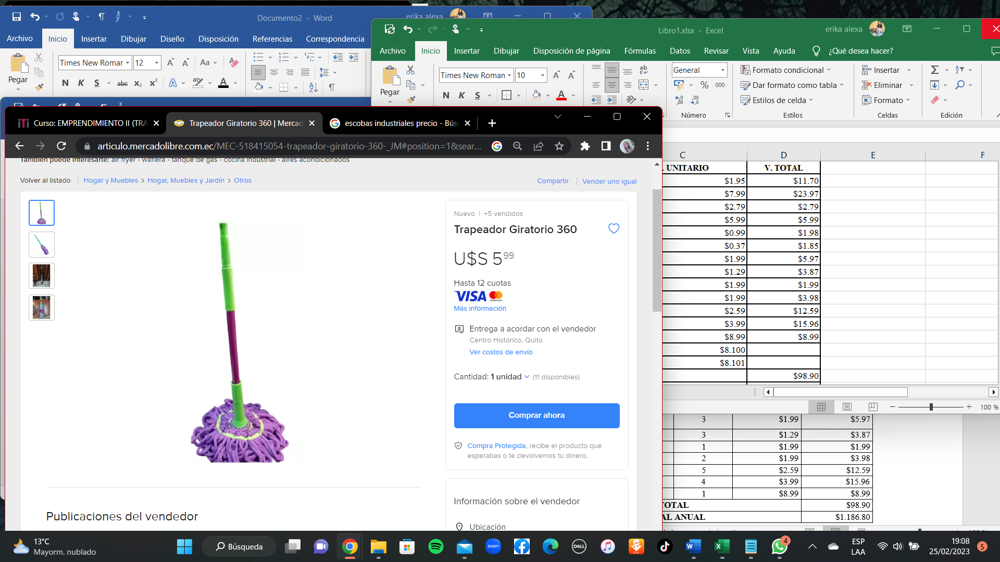 Documento2 - Word
erika alexa
Archivo
Inicio
Insertar
Dibujar
Diseño
Disposición
Referencias
Correspondencia
Times New Romar
12
Pegar
Libro1.xlsx - Excel
erika alexa
Archivo
Inicio
Insertar
Dibujar
Disposición de página
Fórmulas
Datos
Revisar
Vista
Ayuda
¿Qué desea hacer?
Times New Roman
10
Pegar
General
Número
Formato condicional
Dar formato como tabla
Estilos de celda
Estilos
Insertar
Eliminar
Formato
Celdas
Edición
Curso: EMPRENDIMIENTO II (TRA
Trapeador Giratorio 360 | Mercad
escobas industriales precio - Bús
articulo.mercadolibre.com.ec/MEC-518415054-trapeador-giratorio-360-_JM#position=1&sear...
También puede interesarte: air fryer - waflera - tanque de gas - cocina industrial - aires acondicionados
Volver al listado
Hogar y Muebles > Hogar, Muebles y Jardín > Otros
Compartir
Vender uno igual
Nuevo | +5 vendidos
Trapeador Giratorio 360
U$S 5 99
Hasta 12 cuotas
VISA
mastercard
Más información
Entrega a acordar con el vendedor
Centro Histórico, Quito
Ver costos de envío
Cantidad: 1 unidad (11 disponibles)
Comprar ahora
Compra Protegida, recibe el producto que
esperabas o te devolvemos tu dinero.
Información sobre el vendedor
Ubicación
Publicaciones del vendedor
C D E F
. UNITARIO V. TOTAL
$1.95 $11.70
$7.99 $23.97
$2.79 $2.79
$5.99 $5.99
$0.99 $1.98
$0.37 $1.85
$1.99 $5.97
$1.29 $3.87
$1.99 $1.99
$1.99 $3.98
$2.59 $12.59
$3.99 $15.96
$8.99 $8.99
$8.100
$8.101
$98.90
100 %
3 $1.99 $5.97
3 $1.29 $3.87
1 $1.99 $1.99
2 $1.99 $3.98
5 $2.59 $12.59
4 $3.99 $15.96
1 $8.99 $8.99
TOTAL $98.90
AL ANUAL $1.186.80
13°C
Mayorm. nublado
Búsqueda
zoom
DELL
4
ESP
LAA
19:08
25/02/2023
5